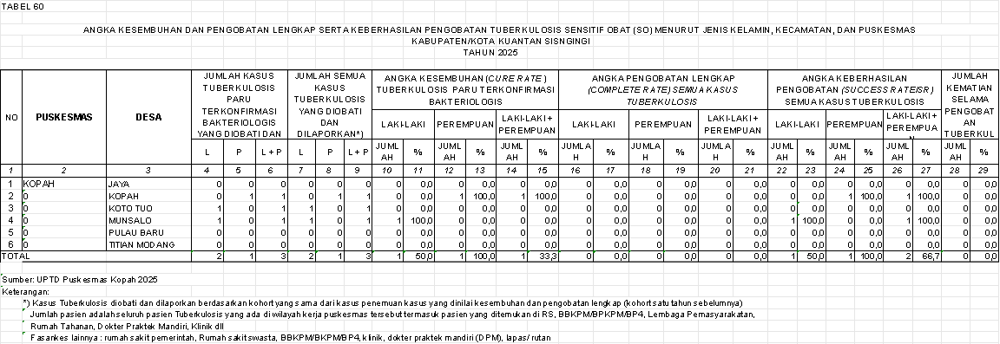 TABEL 60
ANGKA KESEMBUHAN DAN PENGOBATAN LENGKAP SERTA KEBERHASILAN PENGOBATAN TUBERKULOSIS SENSITIF OBAT (SO) MENURUT JENIS KELAMIN, KECAMATAN, DAN PUSKESMAS
KABUPATEN/KOTA KUANTAN SISNGINGI
TAHUN 2025
NO PUSKESMAS DESA
JUMLAH KASUS TUBERKULOSIS PARU TERKONFIRMASI BAKTERIOLOGIS YANG DIOBATI DAN
JUMLAH SEMUA KASUS TUBERKULOSIS YANG DIOBATI DAN DILAPORKAN*)
ANGKA KESEMBUHAN (CURE RATE ) TUBERKULOSIS PARU TERKONFIRMASI BAKTERIOLOGIS
ANGKA PENGOBATAN LENGKAP (COMPLETE RATE) SEMUA KASUS TUBERKULOSIS
ANGKA KEBERHASILAN PENGOBATAN (SUCCESS RATE/SR) SEMUA KASUS TUBERKULOSIS
JUMLAH KEMATIAN SELAMA PENGOBAT AN TUBERKUL
LAKI-LAKI PEREMPUAN LAKI-LAKI + PEREMPUAN LAKI-LAKI PEREMPUAN LAKI-LAKI + PEREMPUAN LAKI-LAKI PEREMPUAN LAKI-LAKI + PEREMPUA N
L P L + P L P L + P JUML AH % JUML AH % JUML AH % JUMLA H % JUMLA H % JUMLA H % JUML AH % JUML AH % JUML AH % JUML AH %
1 2 3 4 5 6 7 8 9 10 11 12 13 14 15 16 17 18 19 20 21 22 23 24 25 26 27 28 29
1 KOPAH JAYA 0 0 0 0 0 0 0 0,0 0 0,0 0 0,0 0 0,0 0 0,0 0 0,0 0 0,0 0 0,0 0 0,0 0 0,0
2 0 KOPAH 0 1 1 0 1 1 0 0,0 1 100,0 1 100,0 0 0,0 0 0,0 0 0,0 0 0,0 1 100,0 1 100,0 0 0,0
3 0 KOTO TUO 1 0 1 1 0 1 0 0,0 0 0,0 0 0,0 0 0,0 0 0,0 0 0,0 0 0,0 0 0,0 0 0,0 0 0,0
4 0 MUNSALO 1 0 1 1 0 1 1 100,0 0 0,0 0 0,0 0 0,0 0 0,0 0 0,0 1 100,0 0 0,0 1 100,0 0 0,0
5 0 PULAU BARU 0 0 0 0 0 0 0 0,0 0 0,0 0 0,0 0 0,0 0 0,0 0 0,0 0 0,0 0 0,0 0 0,0 0 0,0
6 0 TITIAN MODANG 0 0 0 0 0 0 0 0,0 0 0,0 0 0,0 0 0,0 0 0,0 0 0,0 0 0,0 0 0,0 0 0,0 0 0,0
TOTAL 2 1 3 2 1 3 1 50,0 1 100,0 1 33,3 0 0,0 0 0,0 0 0,0 1 50,0 1 100,0 2 66,7 0 0,0
Sumber: UPTD Puskesmas Kopah 2025
Keterangan:
*) Kasus Tuberkulosis diobati dan dilaporkan berdasarkan kohort yang sama dari kasus penemuan kasus yang dinilai kesembuhan dan pengobatan lengkap (kohort satu tahun sebelumnya)
Jumlah pasien adalah seluruh pasien Tuberkulosis yang ada di wilayah kerja puskesmas tersebut termasuk pasien yang ditemukan di RS, BBKPM/BPKPM/BP4, Lembaga Pemasyarakatan,
Rumah Tahanan, Dokter Praktek Mandiri, Klinik dll
Fasankes lainnya : rumah sakit pemerintah, Rumah sakit swasta, BBKPM/BKPM/BP4, klinik, dokter praktek mandiri (DPM), lapas/ rutan